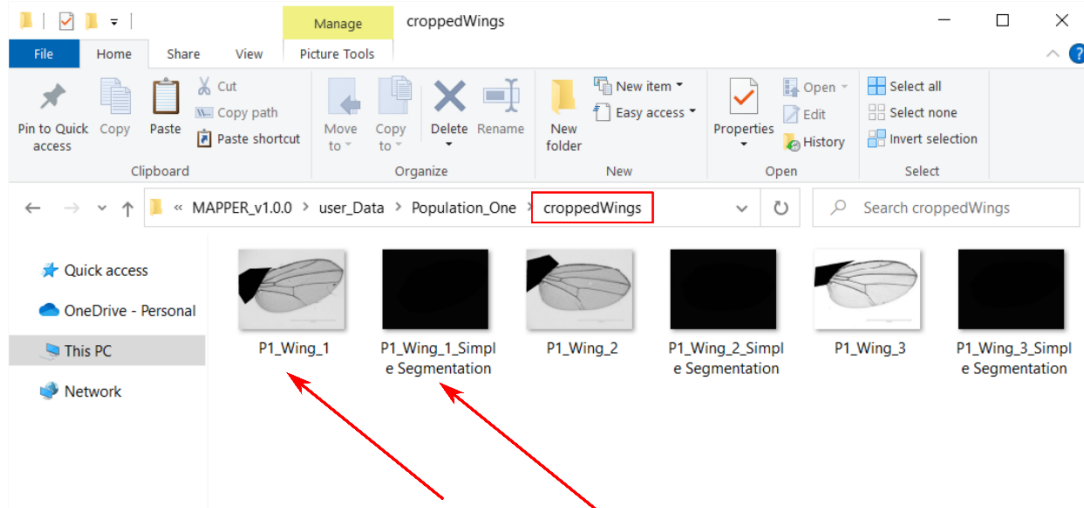 Manage
croppedWings
File
Home
Share
View
Picture Tools
?
Pin to Quick
access
Copy
Paste
Cut
Copy path
Paste shortcut
Clipboard
Move
to
Copy
to
Delete
Rename
Organize
New
folder
New item
Easy access
New
Properties
Open
Edit
History
Open
Select all
Select none
Invert selection
Select
« MAPPER_v1.0.0 > user_Data > Population_One > croppedWings
Search croppedWings
Quick access
OneDrive - Personal
This PC
Network
P1_Wing_1
P1_Wing_1_Simpl
e Segmentation
P1_Wing_2
P1_Wing_2_Simpl
e Segmentation
P1_Wing_3
P1_Wing_3_Simpl
e Segmentation